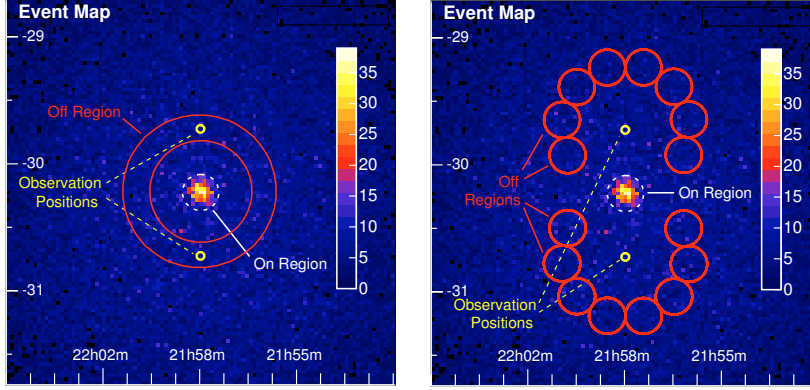 Event Map
-29
-30
-31
Off Region
Observation
Positions
On Region
35
30
25
20
15
10
5
0
22h02m
21h58m
21h55m
Event Map
-29
-30
-31
Off
Regions
On Region
Observation
Positions
35
30
25
20
15
10
5
0
22h02m
21h58m
21h55m